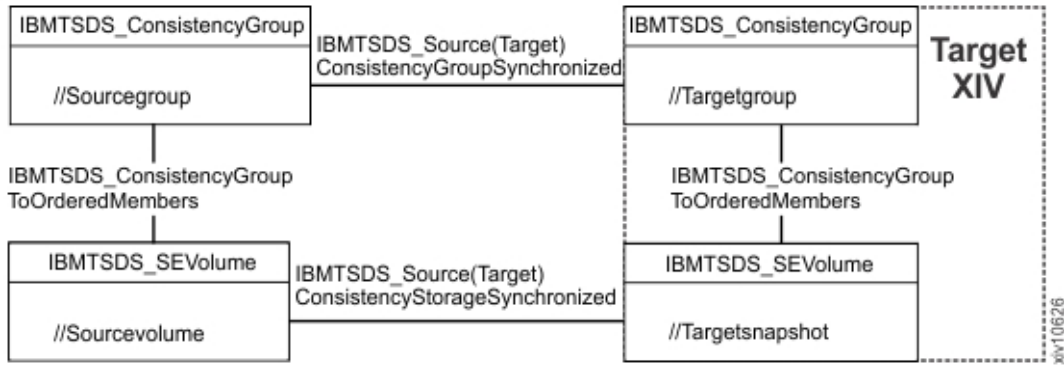 IBMTSDS_ConsistencyGroup
//Sourcegroup
IBMTSDS_Source(Target)
ConsistencyGroupSynchronized
IBMTSDS_ConsistencyGroup
//Targetgroup
Target
XIV
IBMTSDS_ConsistencyGroup
ToOrderedMembers
IBMTSDS_ConsistencyGroup
ToOrderedMembers
IBMTSDS_SEVolume
//Sourcevolume
IBMTSDS_Source(Target)
ConsistencyStorageSynchronized
IBMTSDS_SEVolume
//Targetsnapshot
xiv10626